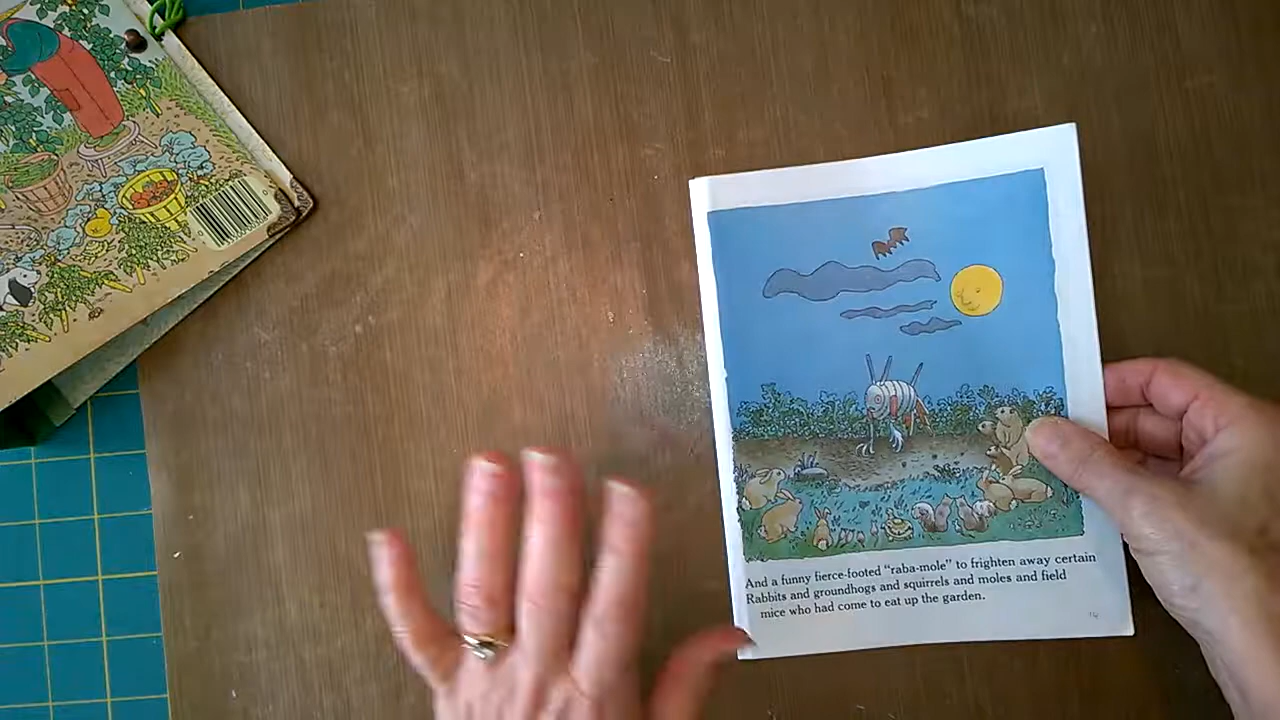 And a funny fierce-footed “raba-mole” to frighten away certain
Rabbits and groundhogs and squirrels and moles and field
mice who had come to eat up the garden.
14